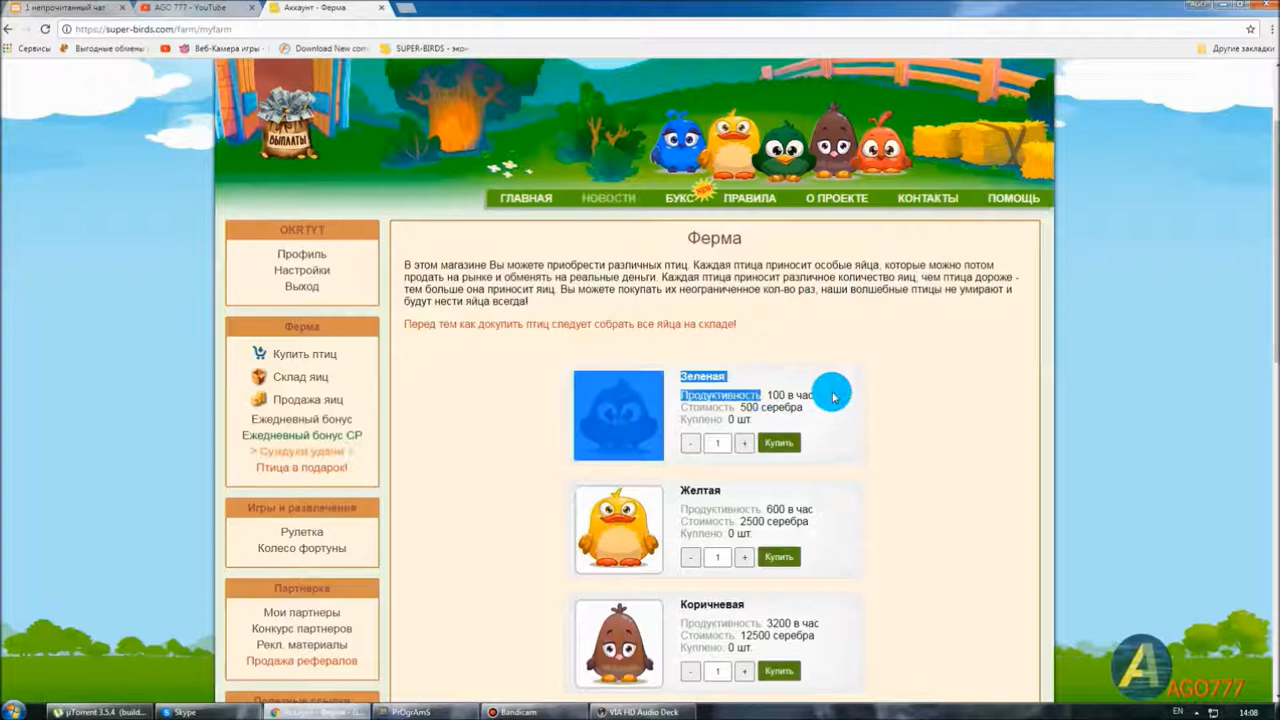 1 непрочитанный чат
AGO 777 - YouTube
Аккаунт - Ферма
AGO
https://super-birds.com/farm/myfarm
Сервисы
Выгодные обмены
Веб-Камера игры -
Download New com
SUPER-BIRDS - экон
Другие закладки
ВЫПЛАТЫ
ГЛАВНАЯ
НОВОСТИ
БУКС
ПРАВИЛА
О ПРОЕКТЕ
КОНТАКТЫ
ПОМОЩЬ
OKRTYT
Профиль
Настройки
Выход
Ферма
Купить птиц
Склад яиц
Продажа яиц
Ежедневный бонус
Ежедневный бонус СР
> Сундуки удачи <
Птица в подарок!
Игры и развлечения
Рулетка
Колесо фортуны
Партнерка
Мои партнеры
Конкурс партнеров
Рекл. материалы
Продажа рефералов
Полезные ссылки
Ферма
В этом магазине Вы можете приобрести различных птиц. Каждая птица приносит особые яйца, которые можно потом
продать на рынке и обменять на реальные деньги. Каждая птица приносит различное количество яиц, чем птица дороже -
тем больше она приносит яиц. Вы можете покупать их неограниченное кол-во раз, наши волшебные птицы не умирают и
будут нести яйца всегда!
Перед тем как докупить птиц следует собрать все яйца на складе!
Зеленая
Продуктивность: 100 в час
Стоимость: 500 серебра
Куплено: 0 шт.
- 1 + Купить
Желтая
Продуктивность: 600 в час
Стоимость: 2500 серебра
Куплено: 0 шт.
- 1 + Купить
Коричневая
Продуктивность: 3200 в час
Стоимость: 12500 серебра
Куплено: 0 шт.
- 1 + Купить
A
AGO777
µTorrent 3.5.4 (build...
Skype
Аккаунт - Ферма - G...
PrOgrAmS
Bandicam
VIA HD Audio Deck
EN
14:08